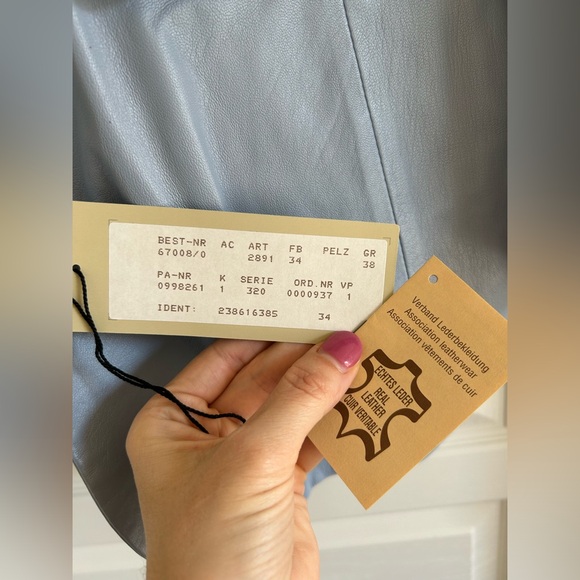 BEST-NR AC ART FB PELZ GR
67008/0 2891 34 38
PA-NR K SERIE ORD.NR VP
0998261 1 320 0000937 1
IDENT: 238616385 34
Verband Lederbekleidung
Association leatherwear
Association vêtements de cuir
ECHTES LEDER
REAL
LEATHER
CUIR VERITABLE